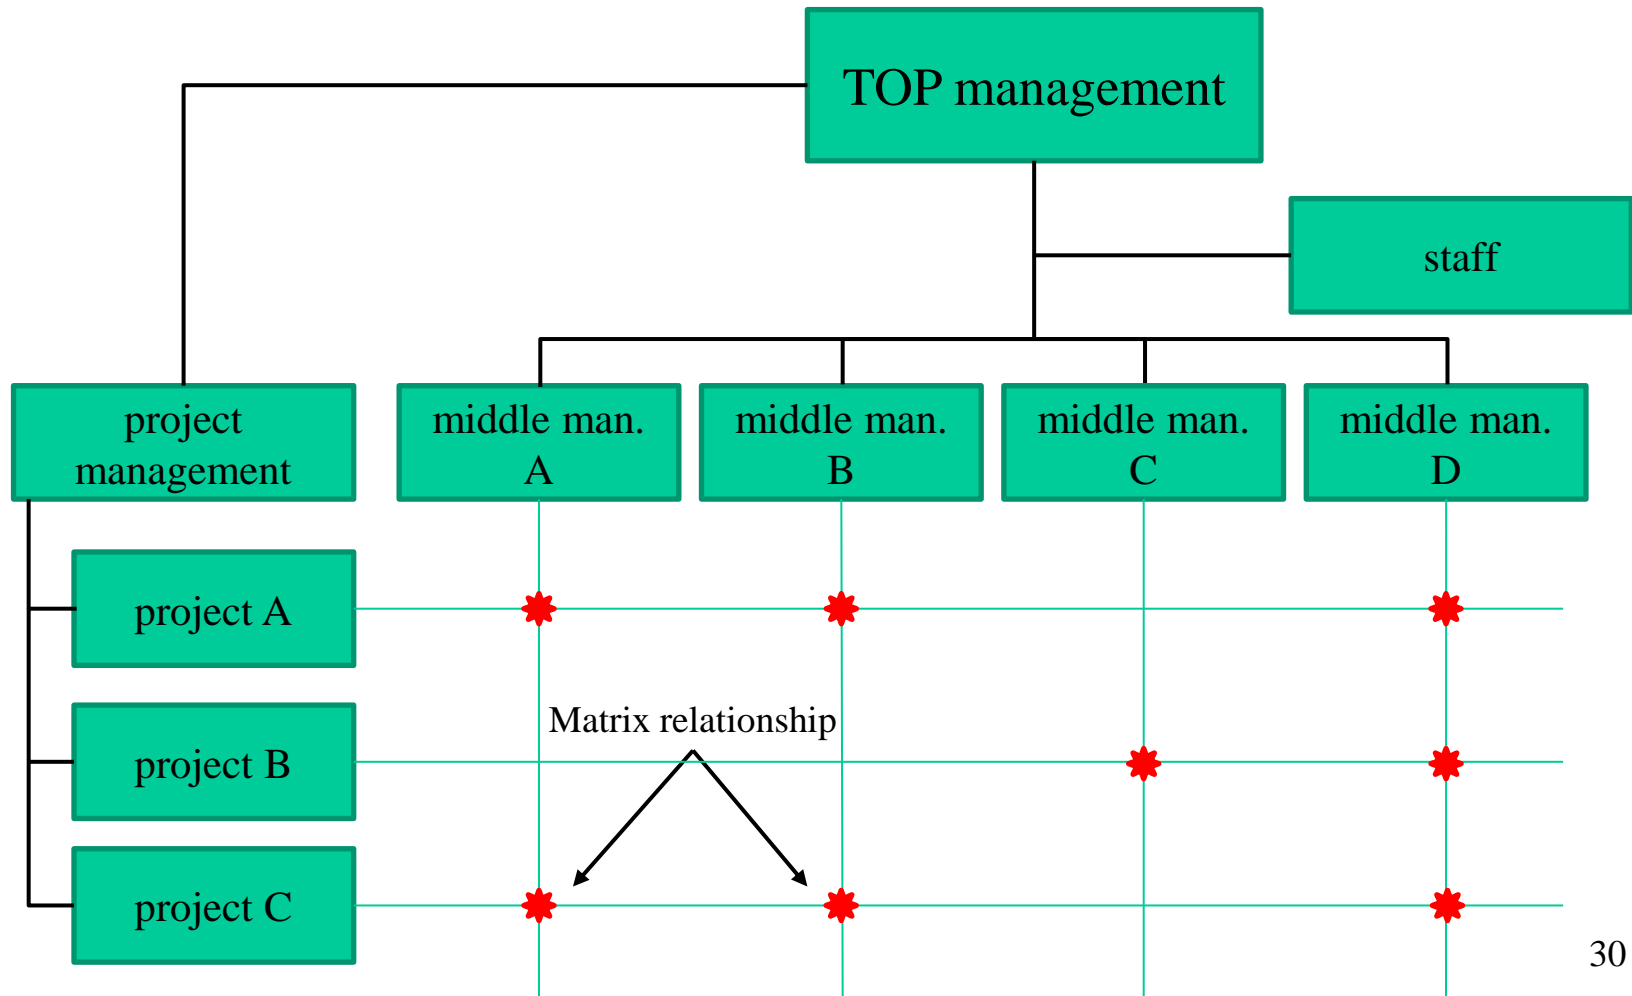 TOP management
staff
project
management
middle man.
A
middle man.
B
middle man.
C
middle man.
D
project A
Matrix relationship
project B
project C
30